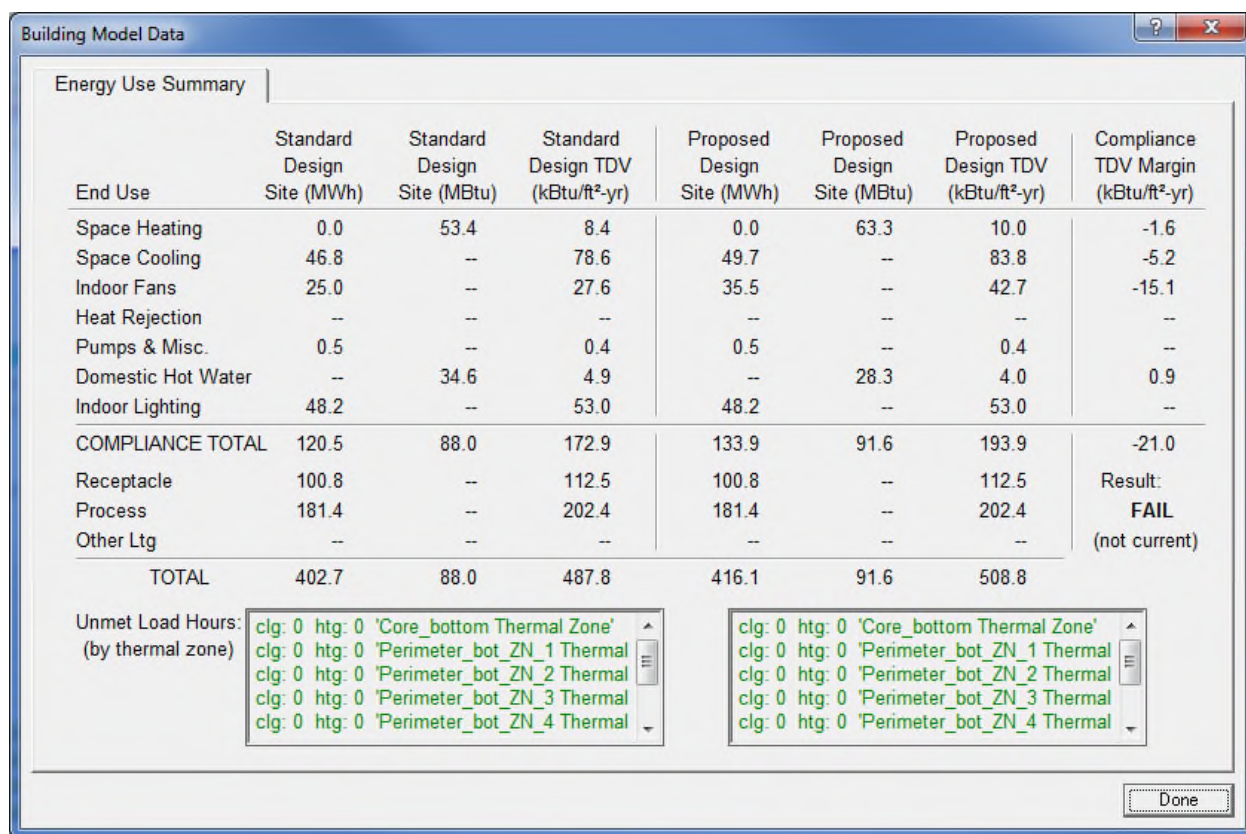 Building Model Data
Energy Use Summary
Standard Standard Standard Proposed Proposed Proposed Compliance
Design Design Design TDV Design Design Design TDV TDV Margin
End Use Site (MWh) Site (MBtu) (kBtu/ft²-yr) Site (MWh) Site (MBtu) (kBtu/ft²-yr) (kBtu/ft²-yr)
Space Heating 0.0 53.4 8.4 0.0 63.3 10.0 -1.6
Space Cooling 46.8 -- 78.6 49.7 -- 83.8 -5.2
Indoor Fans 25.0 -- 27.6 35.5 -- 42.7 -15.1
Heat Rejection -- -- -- -- -- -- --
Pumps & Misc. 0.5 -- 0.4 0.5 -- 0.4 --
Domestic Hot Water -- 34.6 4.9 -- 28.3 4.0 0.9
Indoor Lighting 48.2 -- 53.0 48.2 -- 53.0 --
COMPLIANCE TOTAL 120.5 88.0 172.9 133.9 91.6 193.9 -21.0
Receptacle 100.8 -- 112.5 100.8 -- 112.5 Result:
Process 181.4 -- 202.4 181.4 -- 202.4 FAIL
Other Ltg -- -- -- -- -- -- (not current)
TOTAL 402.7 88.0 487.8 416.1 91.6 508.8
Unmet Load Hours:
(by thermal zone)
clg: 0 htg: 0 'Core_bottom Thermal Zone'
clg: 0 htg: 0 'Perimeter_bot_ZN_1 Thermal
clg: 0 htg: 0 'Perimeter_bot_ZN_2 Thermal
clg: 0 htg: 0 'Perimeter_bot_ZN_3 Thermal
clg: 0 htg: 0 'Perimeter_bot_ZN_4 Thermal
clg: 0 htg: 0 'Core_bottom Thermal Zone'
clg: 0 htg: 0 'Perimeter_bot_ZN_1 Thermal
clg: 0 htg: 0 'Perimeter_bot_ZN_2 Thermal
clg: 0 htg: 0 'Perimeter_bot_ZN_3 Thermal
clg: 0 htg: 0 'Perimeter_bot_ZN_4 Thermal
Done